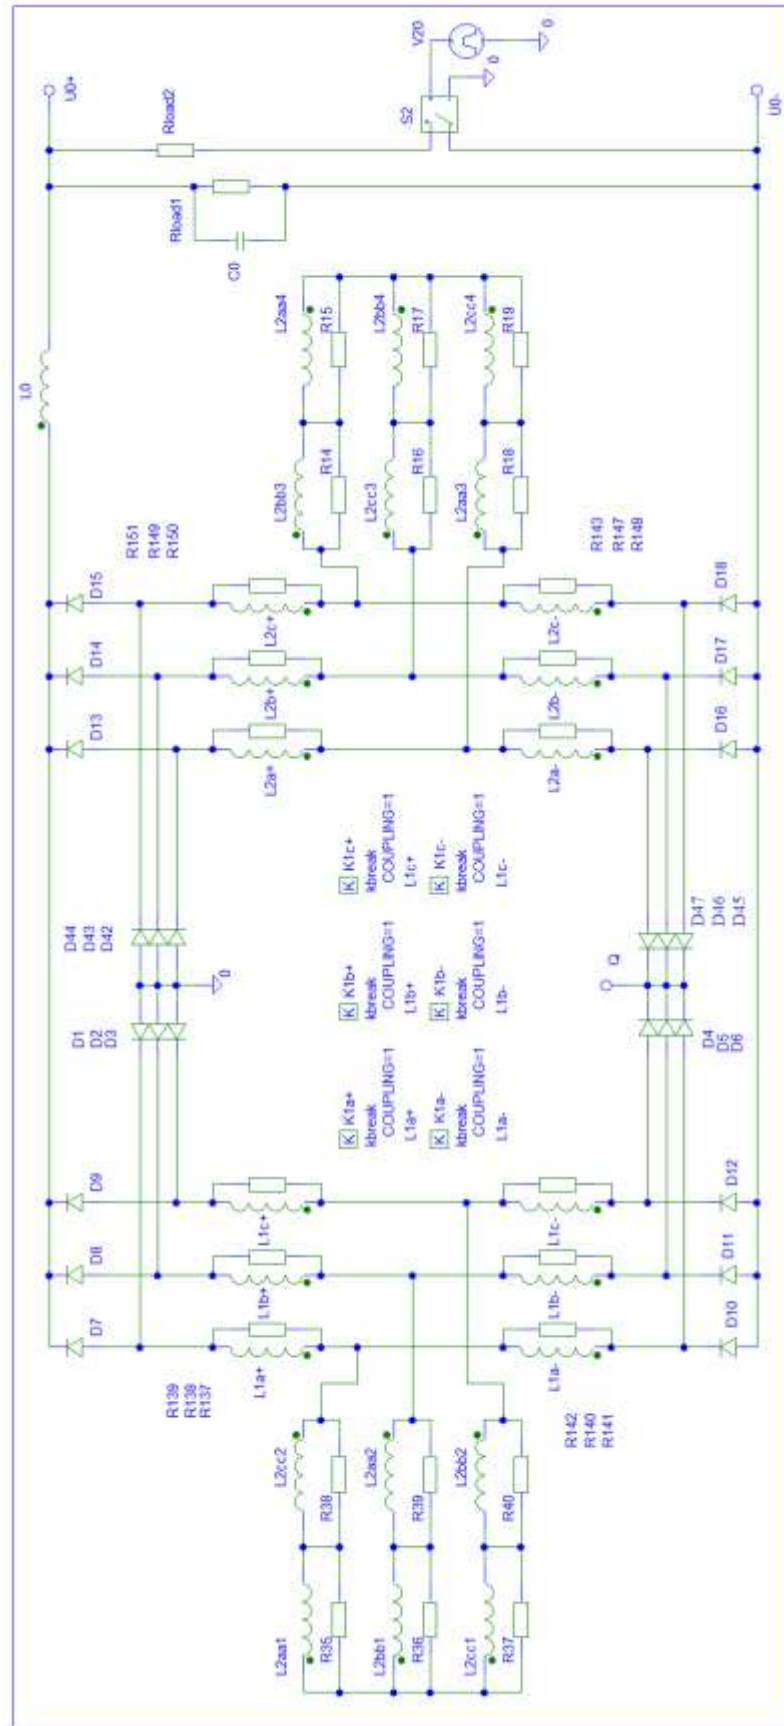 L0
U0+
D7
D8
D9
D13
D14
D15
Rload2
D1
D2
D3
D44
D43
D42
R139
R138
R137
R151
R149
R150
Rload1
C0
0
L1a+
L1b+
L1c+
L2a+
L2b+
L2c+
L2aa1
L2cc2
L2bb3
L2aa4
R35
R38
R14
R15
K K1a+
kbreak
COUPLING=1
L1a+
K K1b+
kbreak
COUPLING=1
L1b+
K K1c+
kbreak
COUPLING=1
L1c+
L2bb1
L2aa2
L2cc3
L2bb4
R36
R39
R16
R17
S2
V20
0
0
K K1a-
kbreak
COUPLING=1
L1a-
K K1b-
kbreak
COUPLING=1
L1b-
K K1c-
kbreak
COUPLING=1
L1c-
L2cc1
L2bb2
L2aa3
L2cc4
R37
R40
R18
R19
L1a-
L1b-
L1c-
L2a-
L2b-
L2c-
R142
R140
R141
Q
R143
R147
R148
D4
D5
D6
D47
D46
D45
D10
D11
D12
D16
D17
D18
U0-